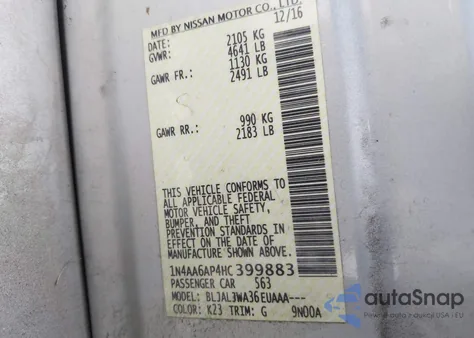 MFD BY NISSAN MOTOR CO., LTD.
DATE: 12/16
GVWR: 2105 KG
4641 LB
GAWR FR.: 1130 KG
2491 LB
GAWR RR.: 990 KG
2183 LB
THIS VEHICLE CONFORMS TO
ALL APPLICABLE FEDERAL
MOTOR VEHICLE SAFETY,
BUMPER, AND THEFT
PREVENTION STANDARDS IN
EFFECT ON THE DATE OF
MANUFACTURE SHOWN ABOVE.
1N4AA6AP4HC399883
PASSENGER CAR 563
MODEL: BLJALJWA36EUAAA---
COLOR: K23 TRIM: G 9N00A
autoSnap